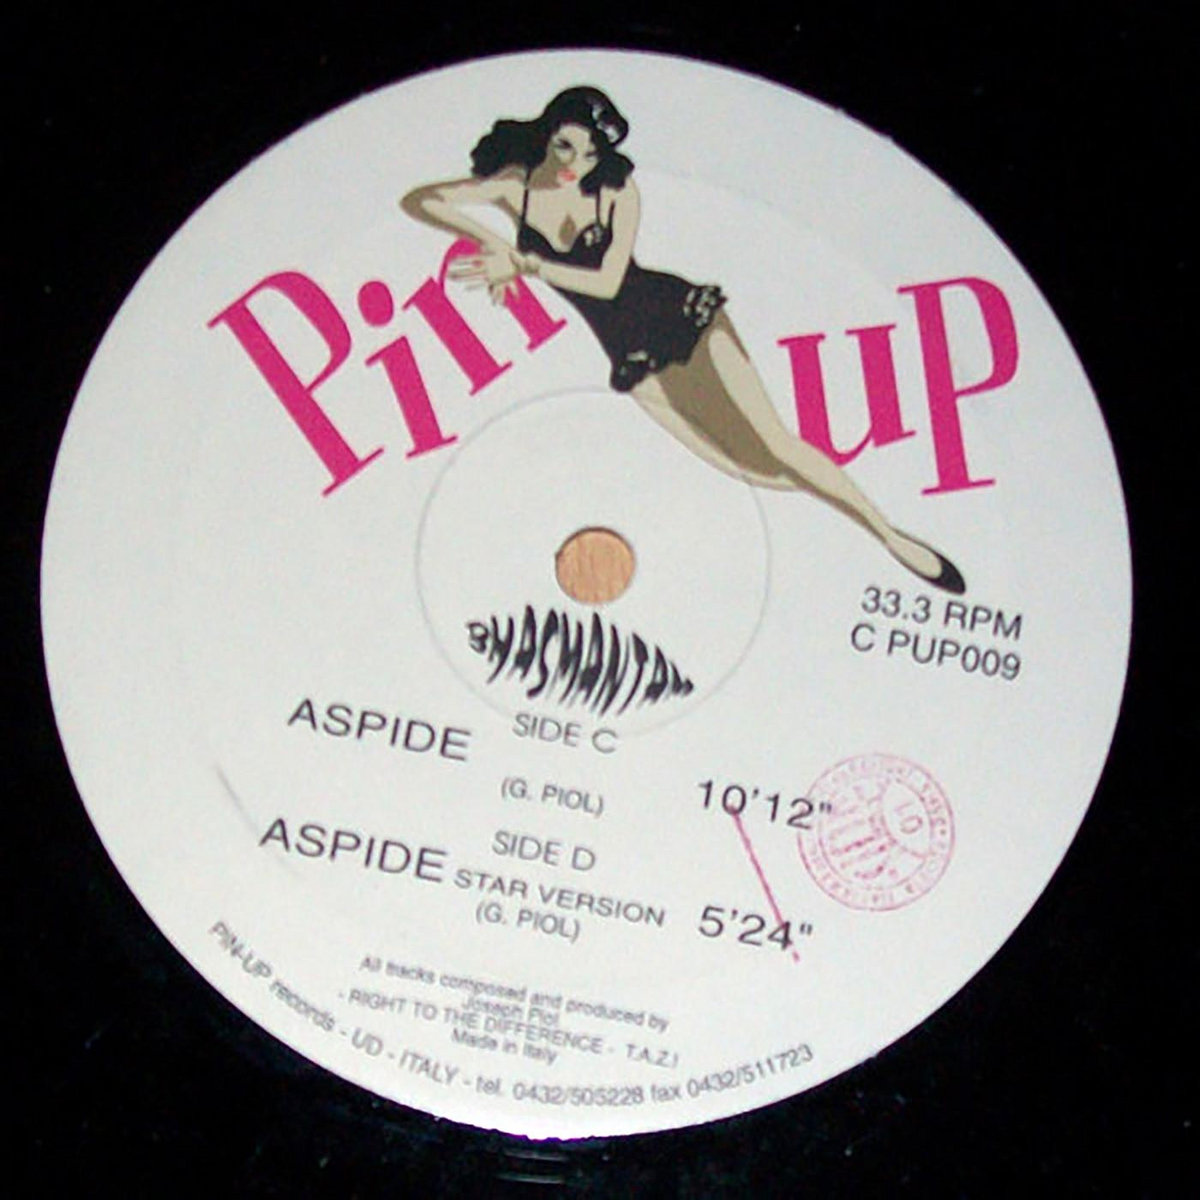 Pin uP
33.3 RPM
C PUP009
BHASMANTAM
SIDE C
ASPIDE 10'12"
(G. PIOL)
SIDE D
ASPIDE STAR VERSION 5'24"
(G. PIOL)
All tracks composed and produced by
Joseph Piol
- RIGHT TO THE DIFFERENCE - T.A.Z.!
Made in Italy
PIN-UP records - UD - ITALY - tel. 0432/505228 fax 0432/511723